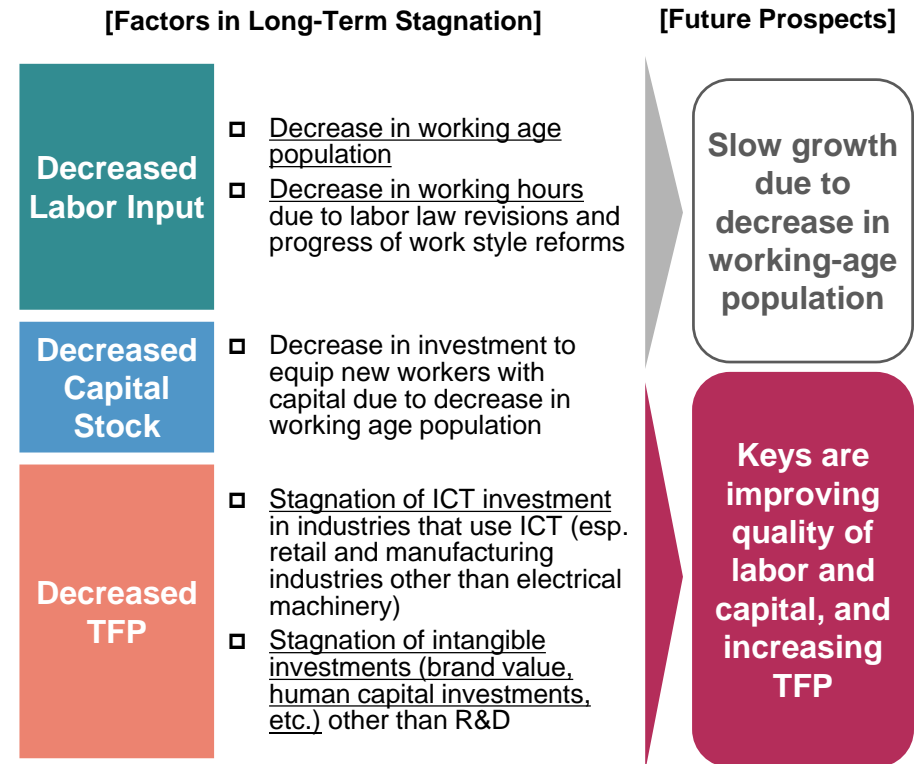 [Factors in Long-Term Stagnation]
[Future Prospects]
Decreased
Labor Input
Decrease in working age
population
Decrease in working hours
due to labor law revisions and
progress of work style reforms
Slow growth
due to
decrease in
working-age
population
Decreased
Capital
Stock
Decrease in investment to
equip new workers with
capital due to decrease in
working age population
Decreased
TFP
Stagnation of ICT investment
in industries that use ICT (esp.
retail and manufacturing
industries other than electrical
machinery)
Stagnation of intangible
investments (brand value,
human capital investments,
etc.) other than R&D
Keys are
improving
quality of
labor and
capital, and
increasing
TFP